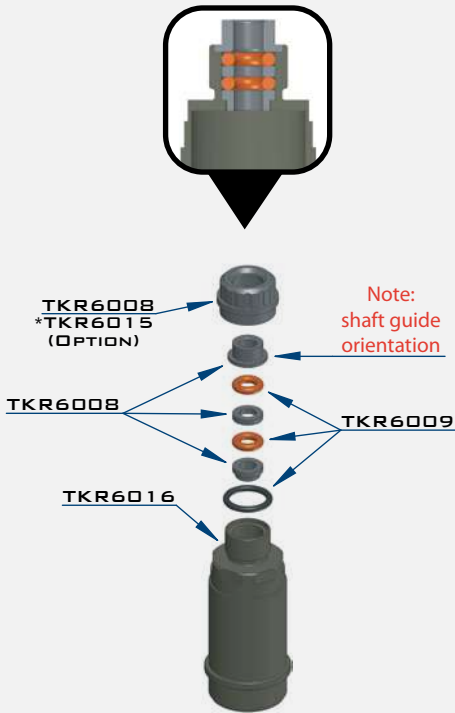 TKR6008
*TKR6015
(OPTION)
Note:
shaft guide
orientation
TKR6008
TKR6009
TKR6016